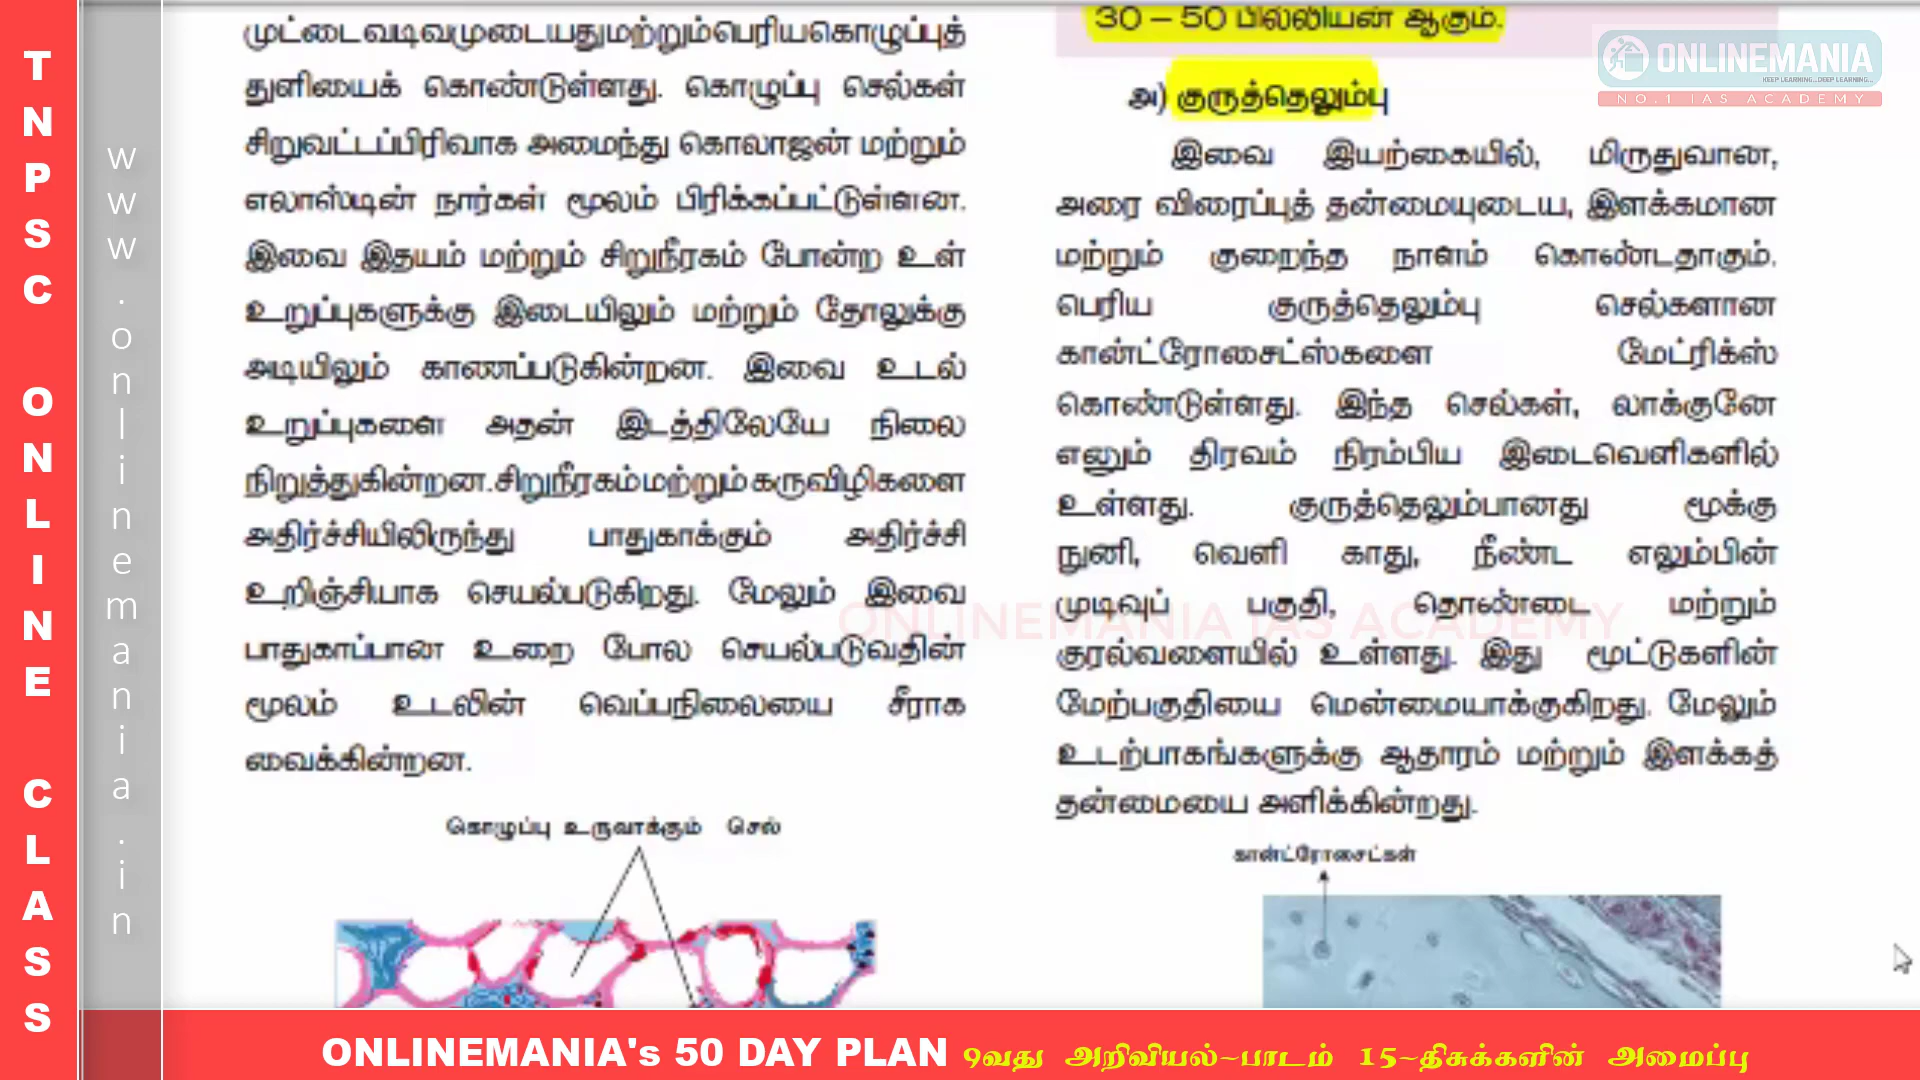 TNPSC ONLINE CLASS
www.onlinemania.in
முட்டைவடிவமுடையதுமற்றும்பெரியகொழுப்புத்
துளியைக் கொண்டுள்ளது. கொழுப்பு செல்கள்
சிறுவட்டப்பிரிவாக அமைந்து கொலாஜன் மற்றும்
எலாஸ்டின் நார்கள் மூலம் பிரிக்கப்பட்டுள்ளன.
இவை இதயம் மற்றும் சிறுநீரகம் போன்ற உள்
உறுப்புகளுக்கு இடையிலும் மற்றும் தோலுக்கு
அடியிலும் காணப்படுகின்றன. இவை உடல்
உறுப்புகளை அதன் இடத்திலேயே நிலை
நிறுத்துகின்றன.சிறுநீரகம்மற்றும்கருவிழிகளை
அதிர்ச்சியிலிருந்து பாதுகாக்கும் அதிர்ச்சி
உறிஞ்சியாக செயல்படுகிறது. மேலும் இவை
பாதுகாப்பான உறை போல செயல்படுவதின்
மூலம் உடலின் வெப்பநிலையை சீராக
வைக்கின்றன.
கொழுப்பு உருவாக்கும் செல்
30 – 50 பில்லியன் ஆகும்.
அ) குருத்தெலும்பு
இவை இயற்கையில், மிருதுவான,
அரை விரைப்புத் தன்மையுடைய, இளக்கமான
மற்றும் குறைந்த நாளம் கொண்டதாகும்.
பெரிய குருத்தெலும்பு செல்களான
கான்ட்ரோசைட்ஸ்களை மேட்ரிக்ஸ்
கொண்டுள்ளது. இந்த செல்கள், லாக்குனே
எனும் திரவம் நிரம்பிய இடைவெளிகளில்
உள்ளது. குருத்தெலும்பானது மூக்கு
நுனி, வெளி காது, நீண்ட எலும்பின்
முடிவுப் பகுதி, தொண்டை மற்றும்
குரல்வளையில் உள்ளது. இது மூட்டுகளின்
மேற்பகுதியை மென்மையாக்குகிறது. மேலும்
உடற்பாகங்களுக்கு ஆதாரம் மற்றும் இளக்கத்
தன்மையை அளிக்கின்றது.
கான்ட்ரோசைட்கள்
ONLINEMANIA
KEEP LEARNING...DEEP LEARNING...
NO.1 IAS ACADEMY
ONLINEMANIA IAS ACADEMY
ONLINEMANIA's 50 DAY PLAN 9வது அறிவியல்-பாடம் 15-திசுக்களின் அமைப்பு